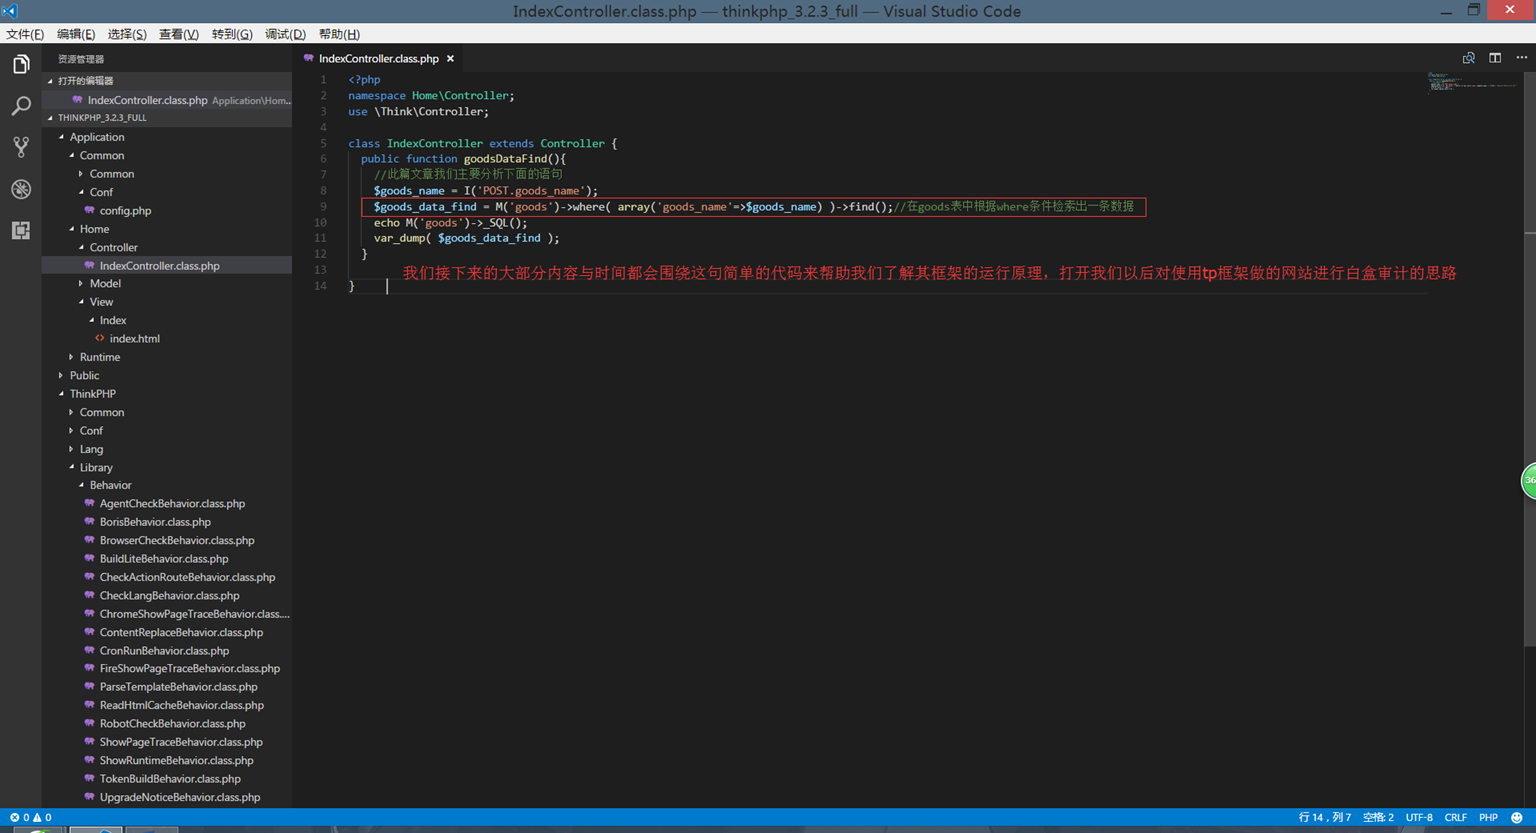 IndexController.class.php — thinkphp_3.2.3_full — Visual Studio Code
文件(F) 编辑(E) 选择(S) 查看(V) 转到(G) 调试(D) 帮助(H)
资源管理器
打开的编辑器
IndexController.class.php Application\Hom...
THINKPHP_3.2.3_FULL
Application
Common
Common
Conf
config.php
Home
Controller
IndexController.class.php
Model
View
Index
index.html
Runtime
Public
ThinkPHP
Common
Conf
Lang
Library
Behavior
AgentCheckBehavior.class.php
BorisBehavior.class.php
BrowserCheckBehavior.class.php
BuildLiteBehavior.class.php
CheckActionRouteBehavior.class.php
CheckLangBehavior.class.php
ChromeShowPageTraceBehavior.class....
ContentReplaceBehavior.class.php
CronRunBehavior.class.php
FireShowPageTraceBehavior.class.php
ParseTemplateBehavior.class.php
ReadHtmlCacheBehavior.class.php
RobotCheckBehavior.class.php
ShowPageTraceBehavior.class.php
ShowRuntimeBehavior.class.php
TokenBuildBehavior.class.php
UpgradeNoticeBehavior.class.php
IndexController.class.php
1 <?php
2 namespace Home\Controller;
3 use \Think\Controller;
4
5 class IndexController extends Controller {
6 public function goodsDataFind(){
7 //此篇文章我们主要分析下面的语句
8 $goods_name = I('POST.goods_name');
9 $goods_data_find = M('goods')->where( array('goods_name'=>$goods_name) )->find();//在goods表中根据where条件检索出一条数据
10 echo M('goods')->_SQL();
11 var_dump( $goods_data_find );
12 }
13
我们接下来的大部分内容与时间都会围绕这句简单的代码来帮助我们了解其框架的运行原理，打开我们以后对使用tp框架做的网站进行白盒审计的思路
14 }
36
0 0
行 14，列 7 空格: 2 UTF-8 CRLF PHP